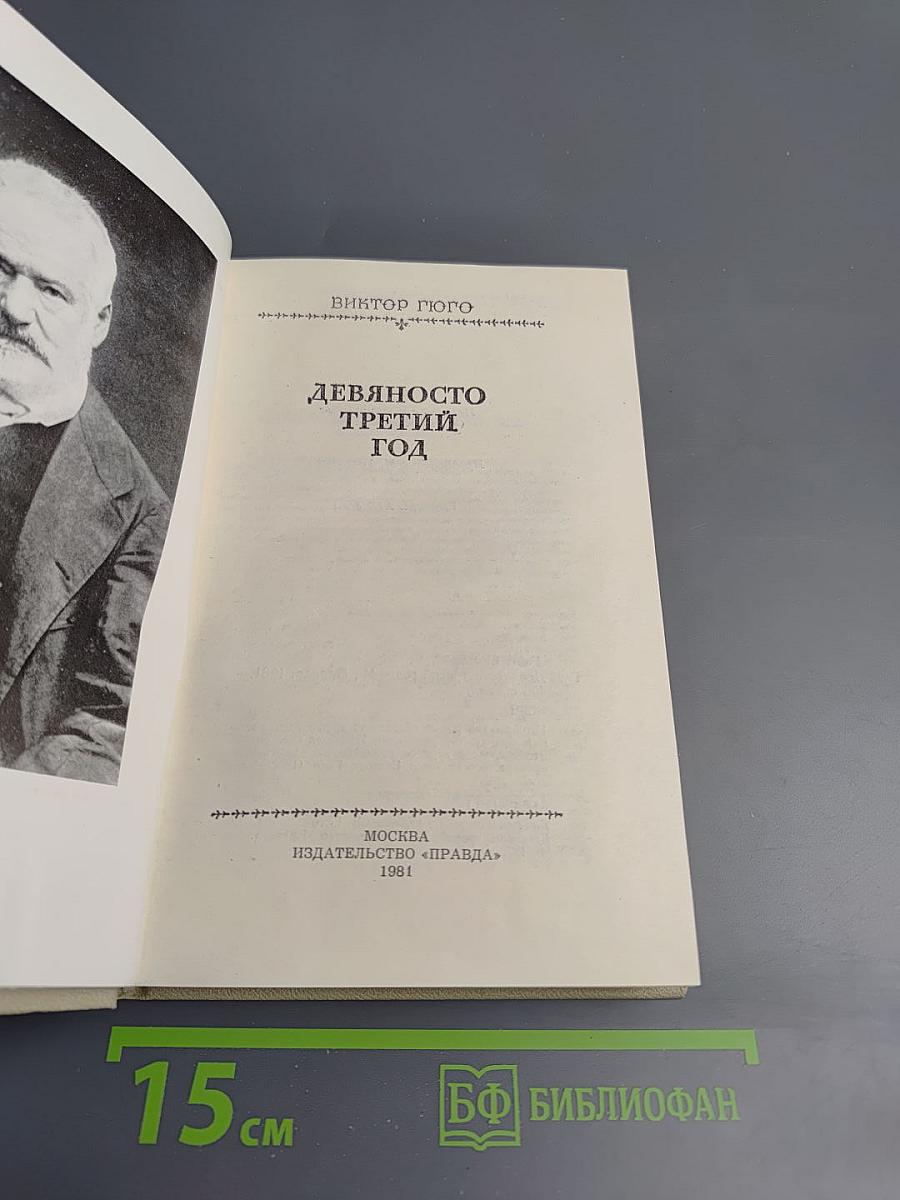 ВИКТОР ГЮГО
ДЕВЯНОСТО
ТРЕТИЙ
ГОД
МОСКВА
ИЗДАТЕЛЬСТВО «ПРАВДА»
1981
15 см
БФ БИБЛИОФАН